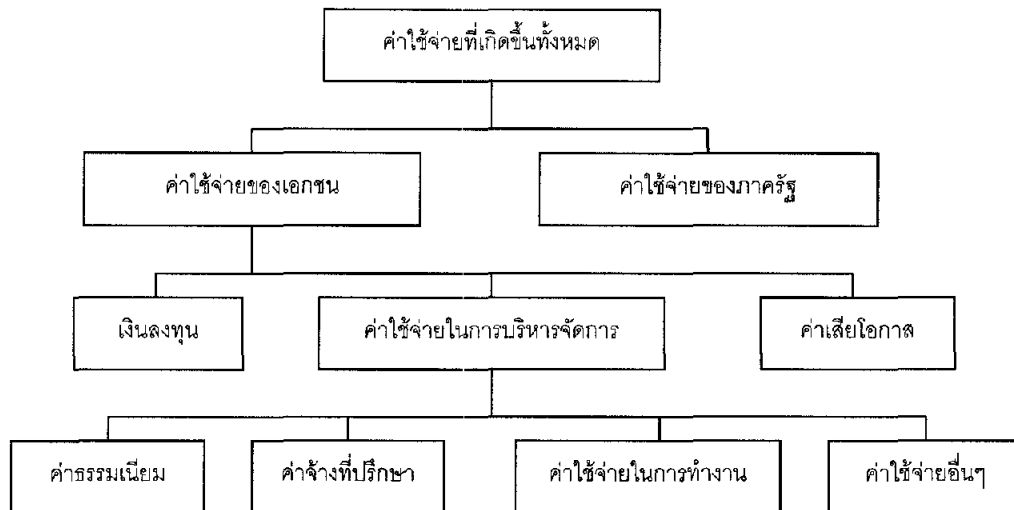 ค่าใช้จ่ายที่เกิดขึ้นทั้งหมด
ค่าใช้จ่ายของเอกชน
ค่าใช้จ่ายของภาครัฐ
เงินลงทุน
ค่าใช้จ่ายในการบริหารจัดการ
ค่าเสียโอกาส
ค่าธรรมเนียม
ค่าจ้างที่ปรึกษา
ค่าใช้จ่ายในการทำงาน
ค่าใช้จ่ายอื่นๆ